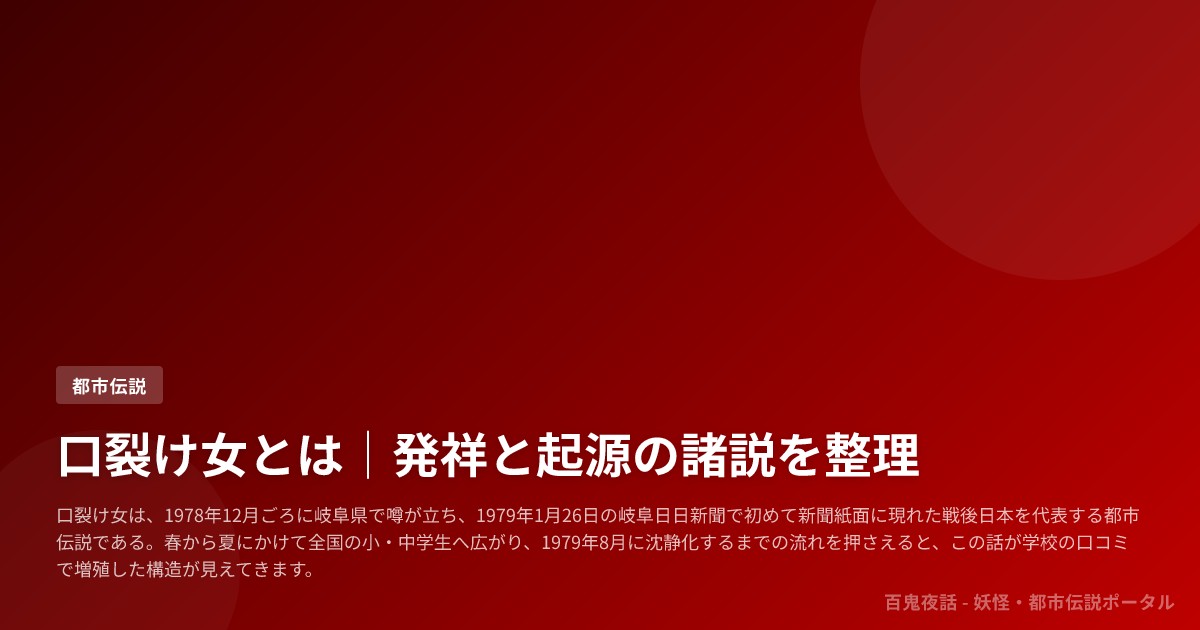 都市伝説
口裂け女とは｜発祥と起源の諸説を整理
口裂け女は、1978年12月ごろに岐阜県で噂が立ち、1979年1月26日の岐阜日日新聞で初めて新聞紙面に現れた戦後日本を代表する都市
伝説である。春から夏にかけて全国の小・中学生へ広がり、1979年8月に沈静化するまでの流れを押さえると、この話が学校の口コミ
で増殖した構造が見えてきます。
百鬼夜話 - 妖怪・都市伝説ポータル